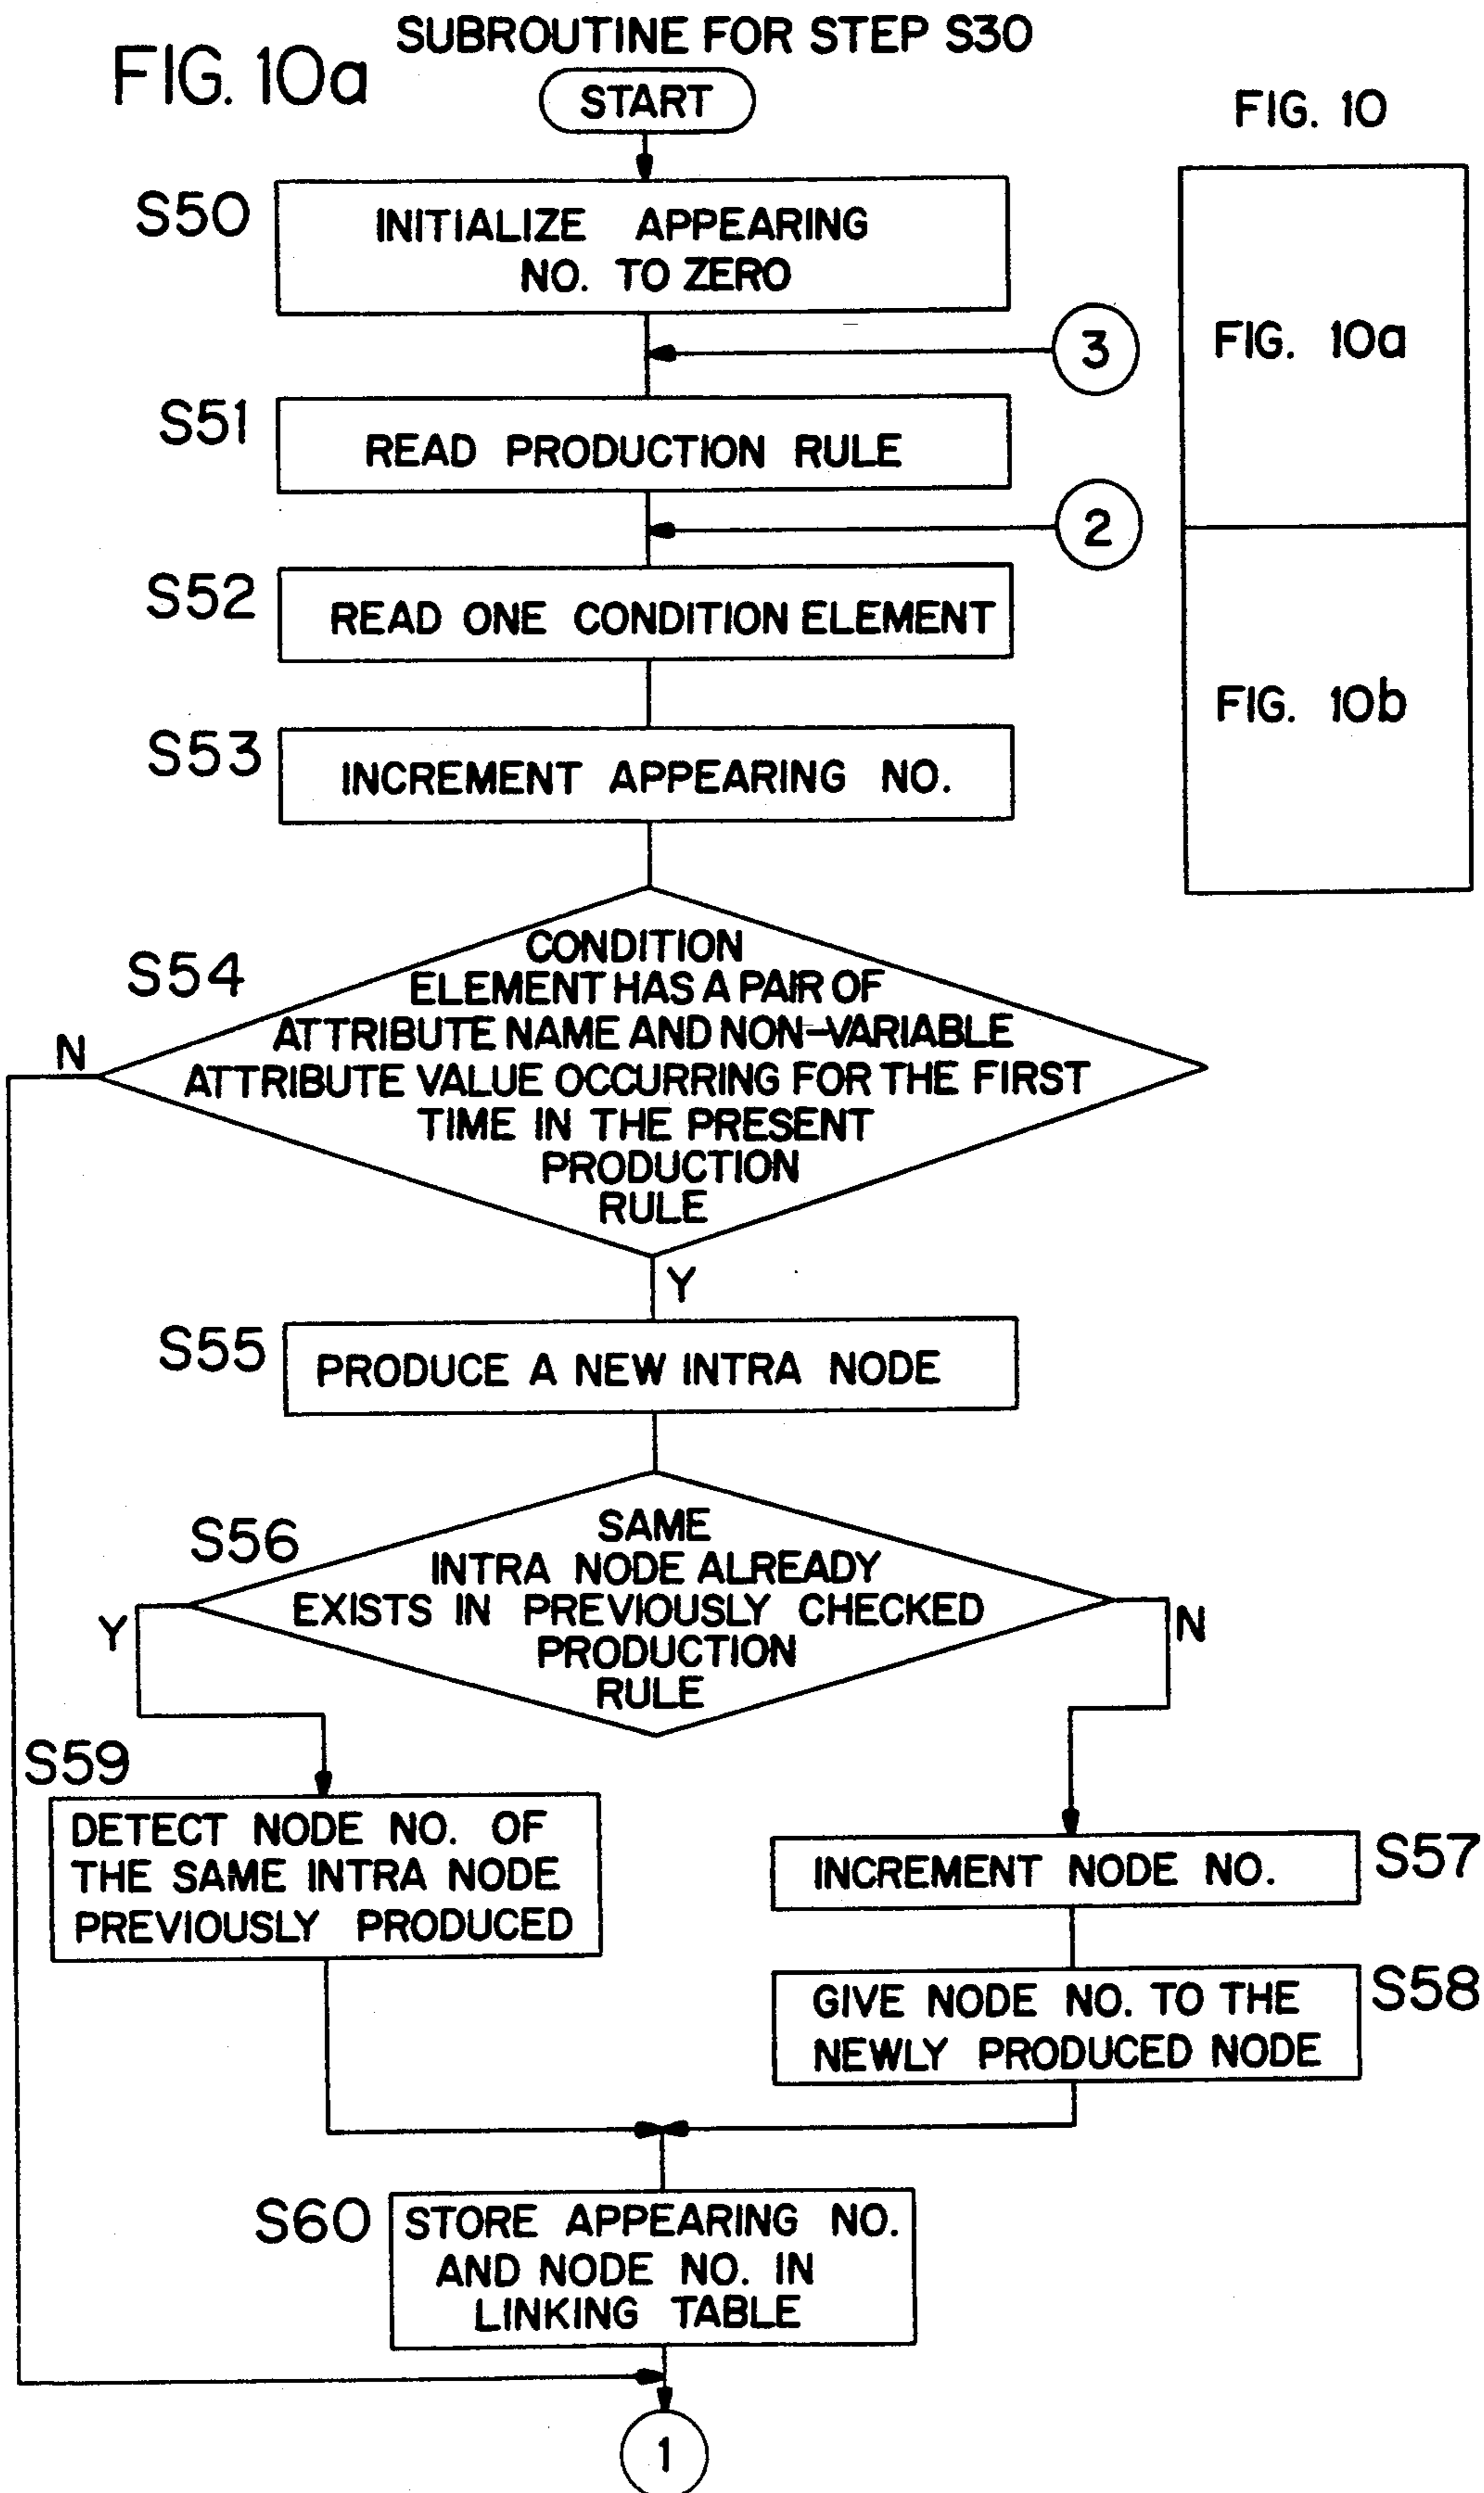 SUBROUTINE FOR STEP S30
FIG. 10a
START
FIG. 10
S50
INITIALIZE APPEARING
NO. TO ZERO
3
FIG. 10a
S51
READ PRODUCTION RULE
2
S52
READ ONE CONDITION ELEMENT
FIG. 10b
S53
INCREMENT APPEARING NO.
S54
CONDITION
ELEMENT HAS A PAIR OF
ATTRIBUTE NAME AND NON-VARIABLE
ATTRIBUTE VALUE OCCURRING FOR THE FIRST
TIME IN THE PRESENT
PRODUCTION
RULE
N
Y
S55
PRODUCE A NEW INTRA NODE
S56
SAME
INTRA NODE ALREADY
EXISTS IN PREVIOUSLY CHECKED
PRODUCTION
RULE
Y
N
S59
DETECT NODE NO. OF
THE SAME INTRA NODE
PREVIOUSLY PRODUCED
INCREMENT NODE NO.
S57
GIVE NODE NO. TO THE
NEWLY PRODUCED NODE
S58
S60
STORE APPEARING NO.
AND NODE NO. IN
LINKING TABLE
1